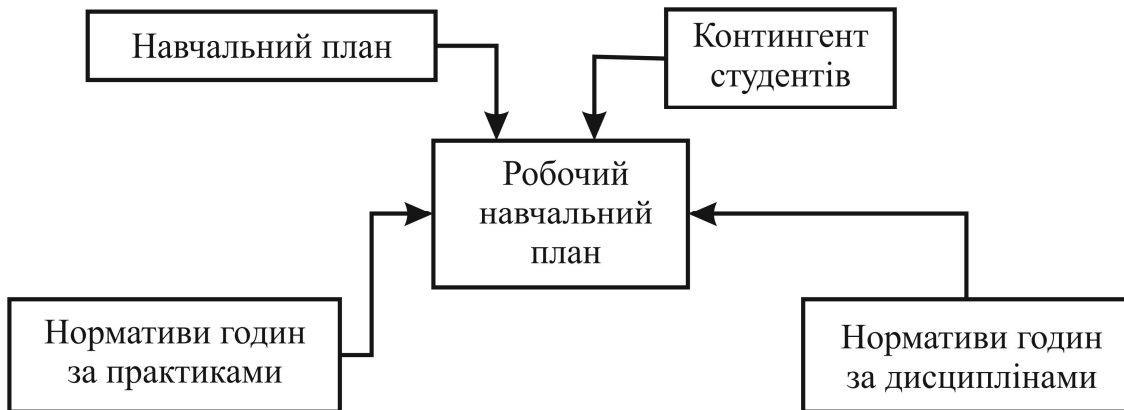 Навчальний план
Контингент
студентів
Робочий
навчальний
план
Нормативи годин
за практиками
Нормативи годин
за дисциплінами